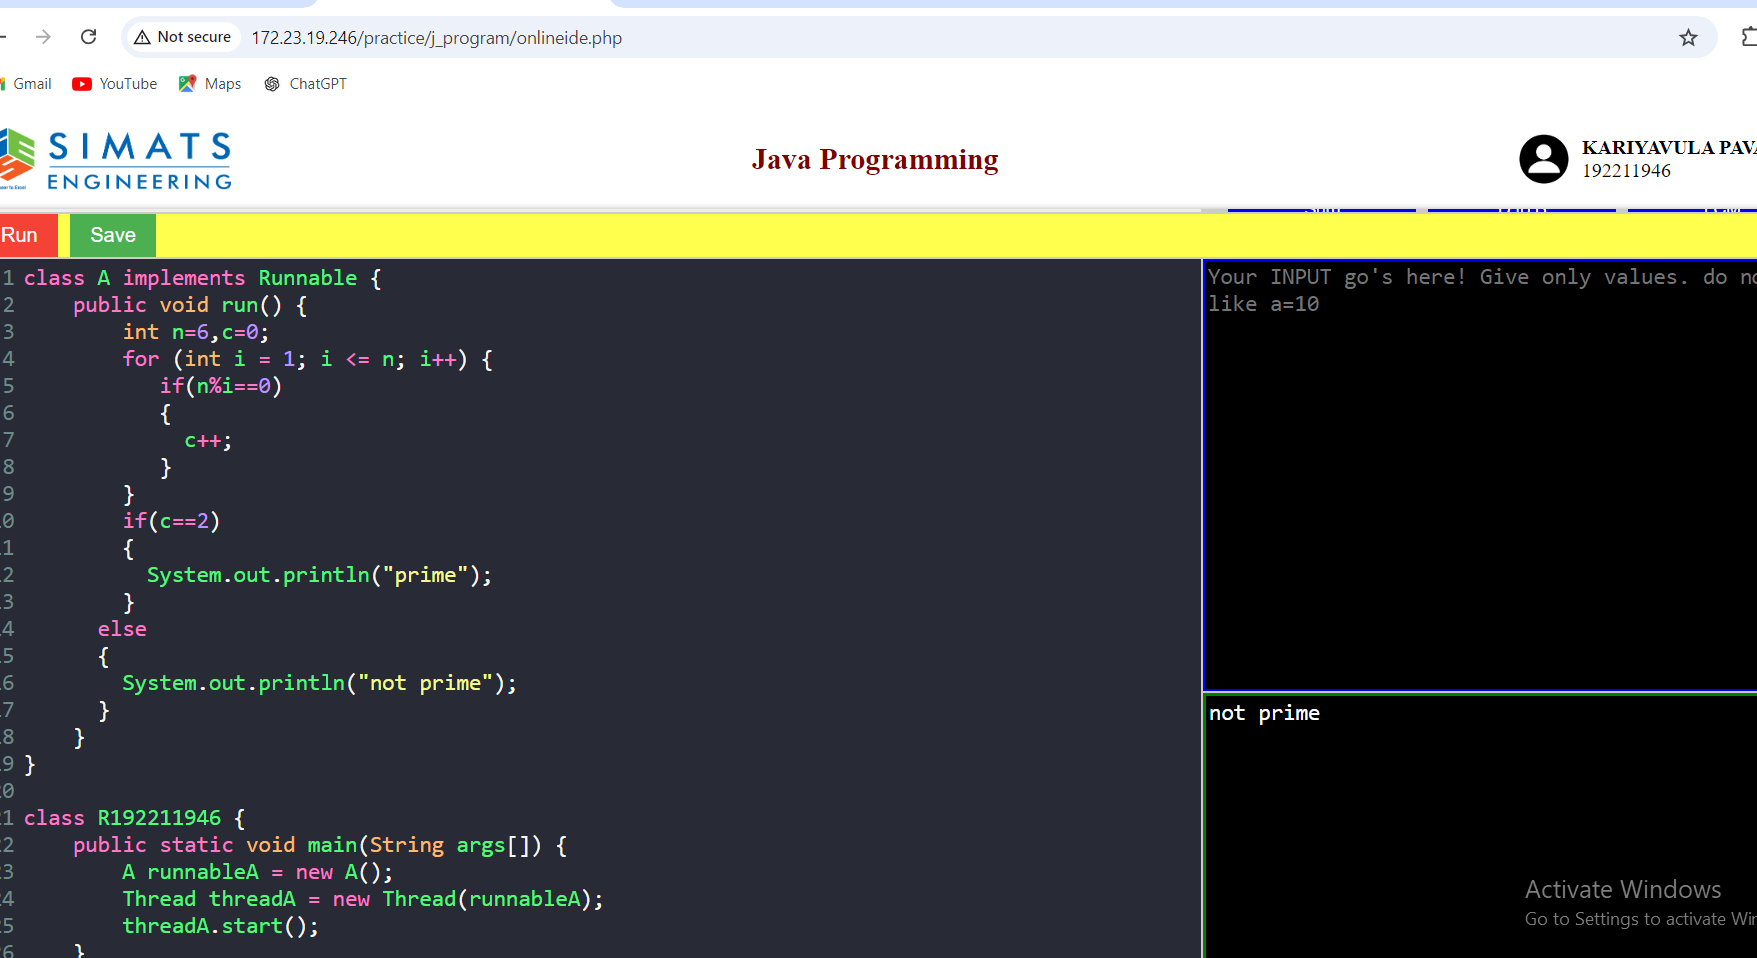 Not secure 172.23.19.246/practice/j_program/onlineide.php
Gmail YouTube Maps ChatGPT
SIMATS
ENGINEERING
Java Programming
KARIYAVULA PAVA
192211946
Run Save
1 class A implements Runnable {
2 public void run() {
3 int n=6,c=0;
4 for (int i = 1; i <= n; i++) {
5 if(n%i==0)
6 {
7 c++;
8 }
9 }
0 if(c==2)
1 {
2 System.out.println("prime");
3 }
4 else
5 {
6 System.out.println("not prime");
7 }
8 }
9 }
0
1 class R192211946 {
2 public static void main(String args[]) {
3 A runnableA = new A();
4 Thread threadA = new Thread(runnableA);
5 threadA.start();
6 }
Your INPUT go's here! Give only values. do no
like a=10
not prime
Activate Windows
Go to Settings to activate Win